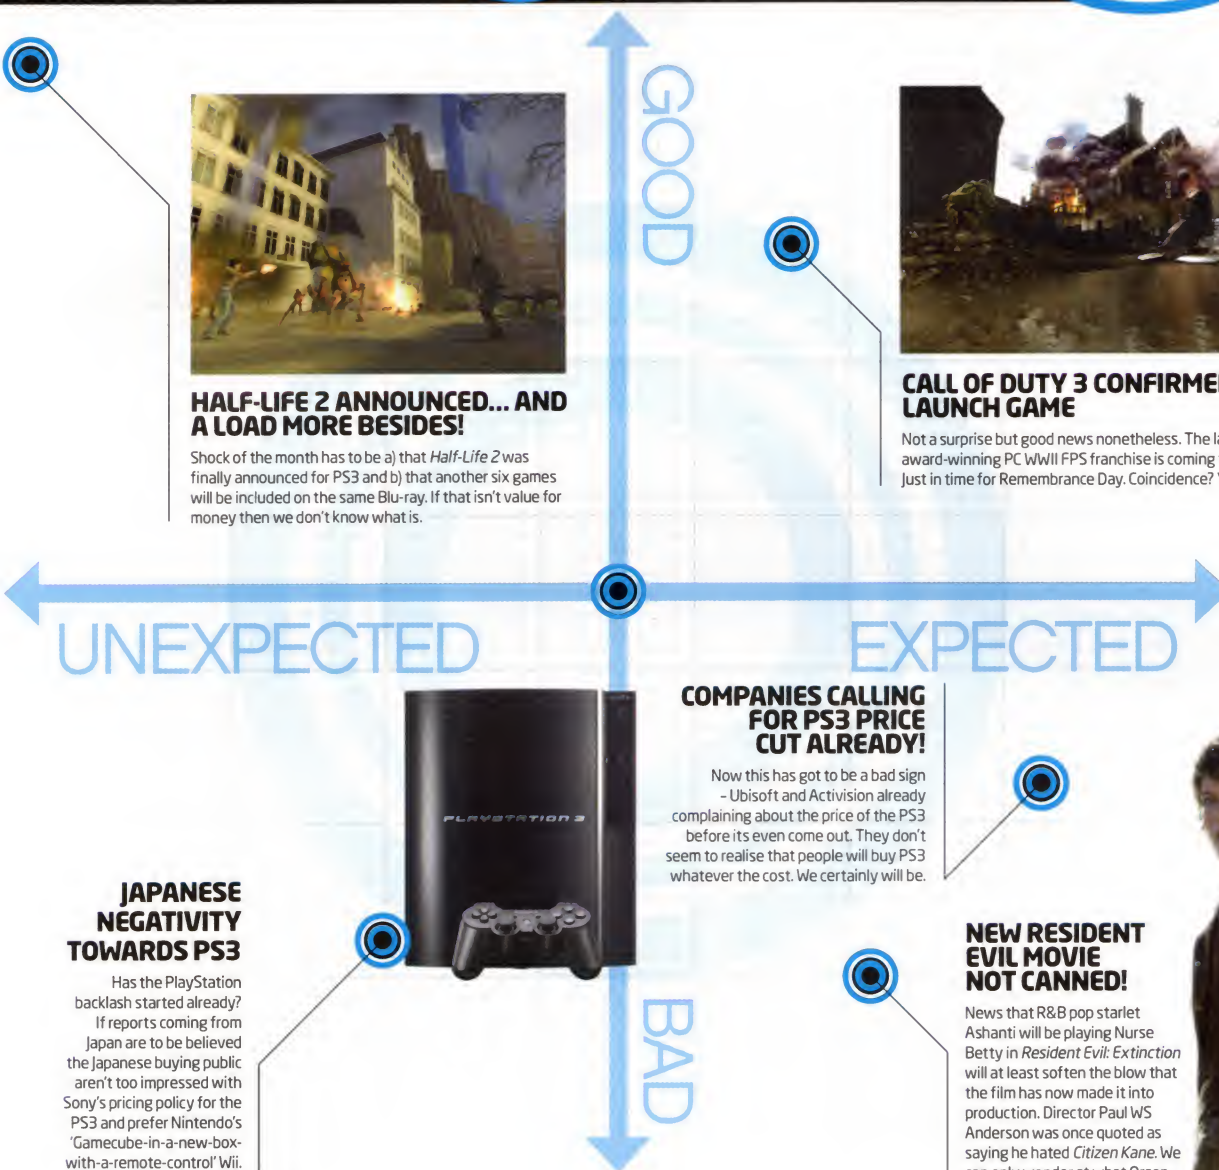 GOOD
HALF-LIFE 2 ANNOUNCED... AND
A LOAD MORE BESIDES!
Shock of the month has to be a) that Half-Life 2 was
finally announced for PS3 and b) that another six games
will be included on the same Blu-ray. If that isn't value for
money then we don't know what is.
CALL OF DUTY 3 CONFIRME
LAUNCH GAME
Not a surprise but good news nonetheless. The la
award-winning PC WWII FPS franchise is coming
Just in time for Remembrance Day. Coincidence?
UNEXPECTED
EXPECTED
COMPANIES CALLING
FOR PS3 PRICE
CUT ALREADY!
Now this has got to be a bad sign
– Ubisoft and Activision already
complaining about the price of the PS3
before its even come out. They don't
seem to realise that people will buy PS3
whatever the cost. We certainly will be.
PLAYSTATION 3
JAPANESE
NEGATIVITY
TOWARDS PS3
Has the PlayStation
backlash started already?
If reports coming from
Japan are to be believed
the Japanese buying public
aren't too impressed with
Sony's pricing policy for the
PS3 and prefer Nintendo's
'Gamecube-in-a-new-box-
with-a-remote-control' Wii.
BAD
NEW RESIDENT
EVIL MOVIE
NOT CANNED!
News that R&B pop starlet
Ashanti will be playing Nurse
Betty in Resident Evil: Extinction
will at least soften the blow that
the film has now made it into
production. Director Paul WS
Anderson was once quoted as
saying he hated Citizen Kane. We